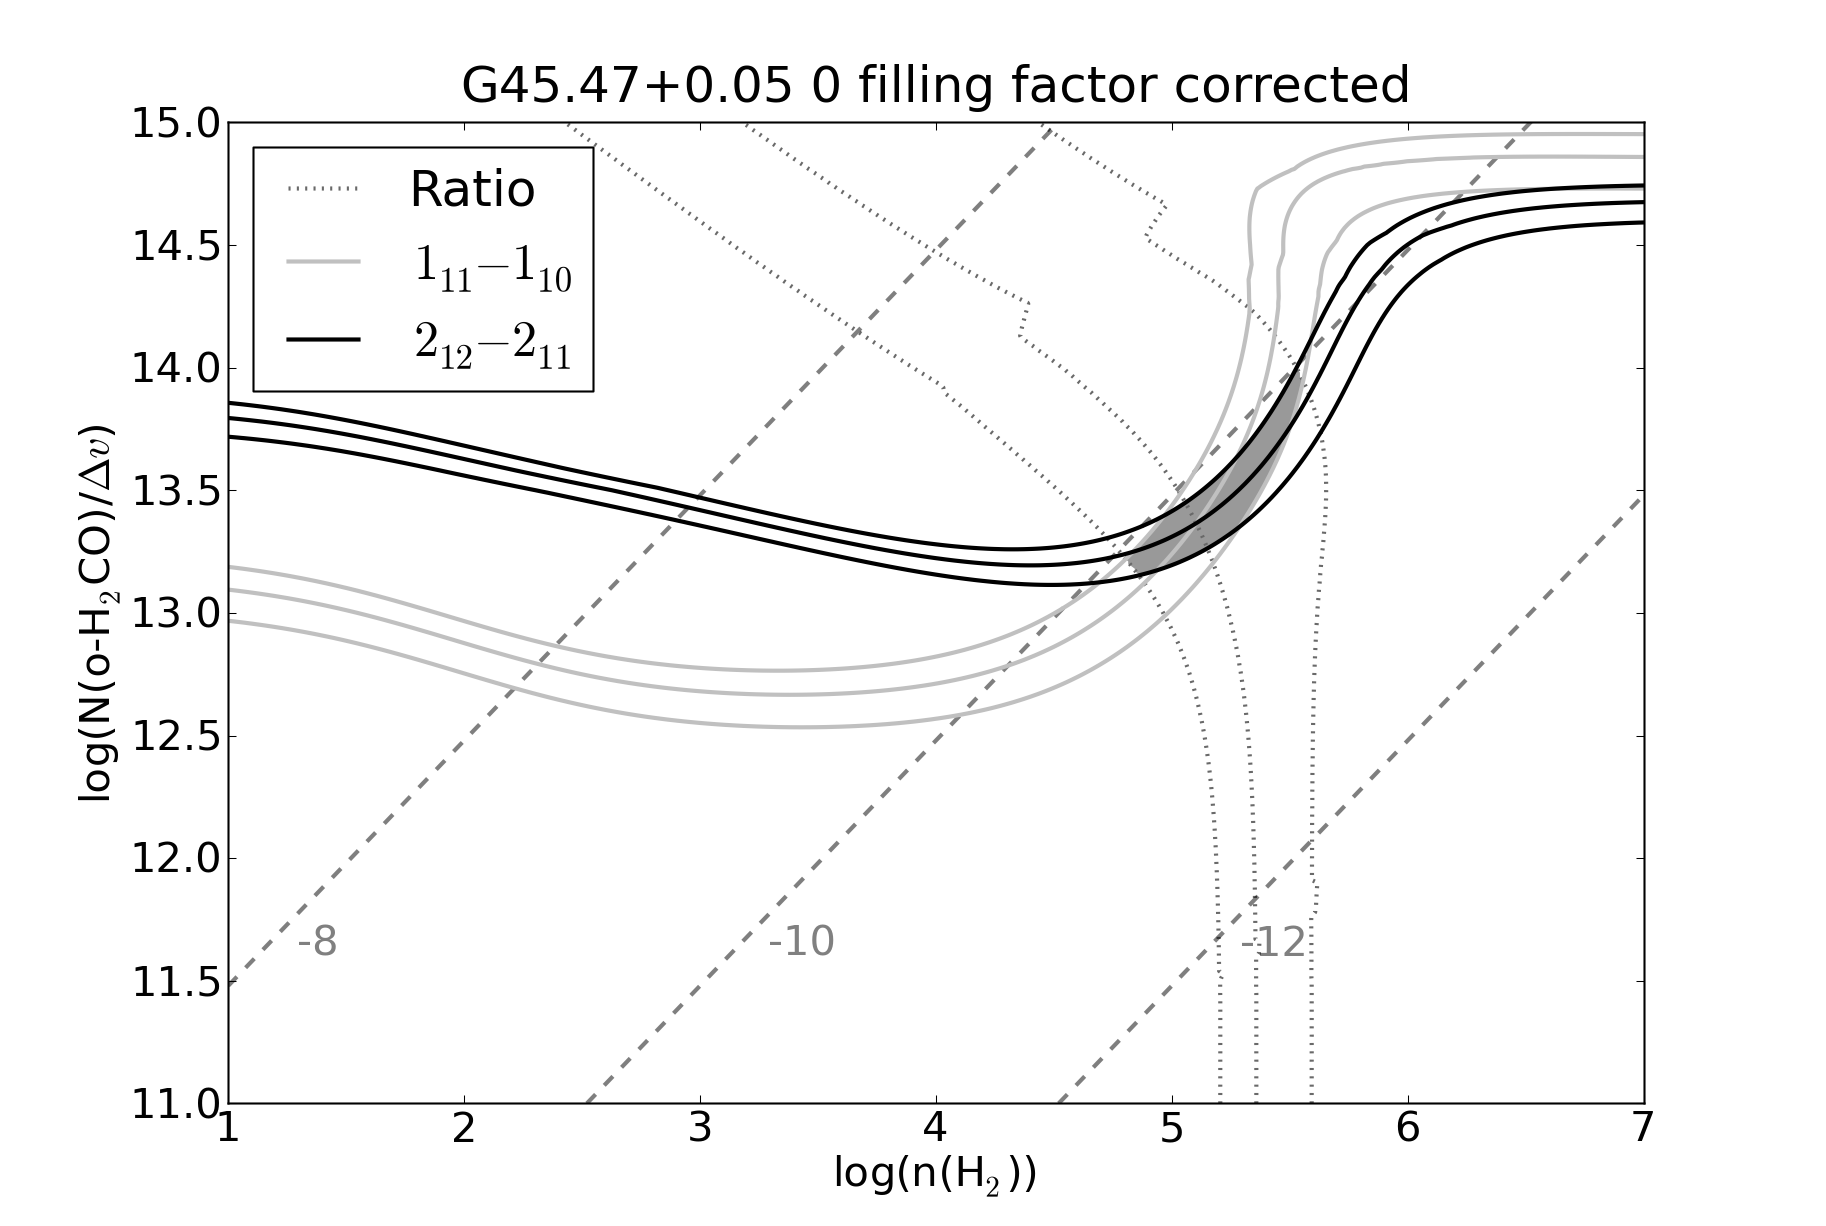 G45.47+0.05 0 filling factor corrected
Ratio
1₁₁−1₁₀
2₁₂−2₁₁
log(N(o-H₂CO)/Δv)
15.0
14.5
14.0
13.5
13.0
12.5
12.0
11.5
11.0
-8
-10
-12
1 2 3 4 5 6 7
log(n(H₂))